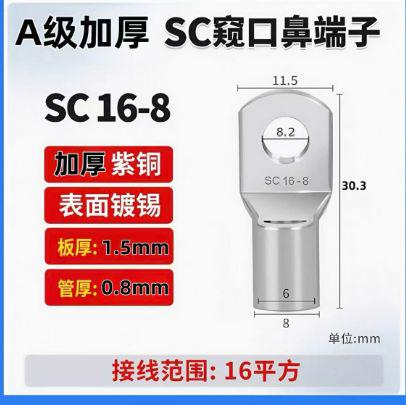 A级加厚 SC窥口鼻端子
SC 16-8
11.5
8.2
SC 16-8
30.3
加厚 紫铜
表面镀锡
板厚: 1.5mm
管厚: 0.8mm
6
8
单位:mm
接线范围: 16平方